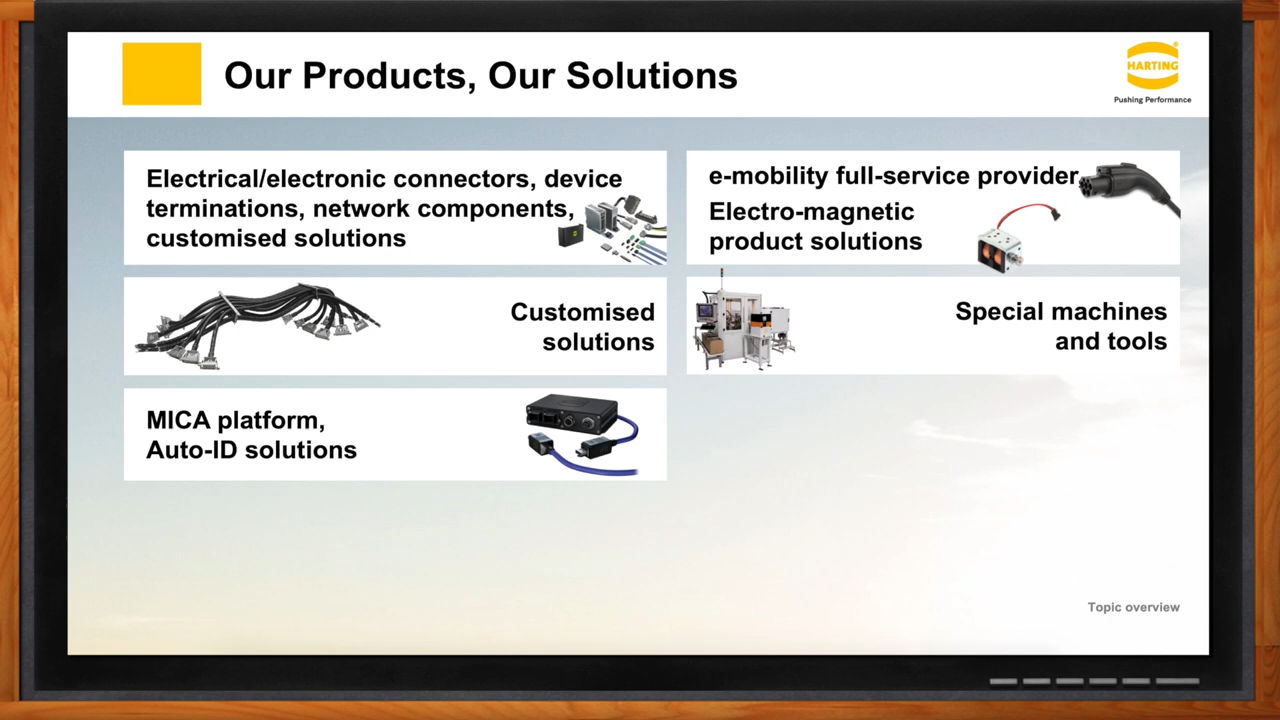 Our Products, Our Solutions
HARTING
Pushing Performance
Electrical/electronic connectors, device
terminations, network components,
customised solutions
e-mobility full-service provider
Electro-magnetic
product solutions
Customised
solutions
Special machines
and tools
MICA platform,
Auto-ID solutions
Topic overview